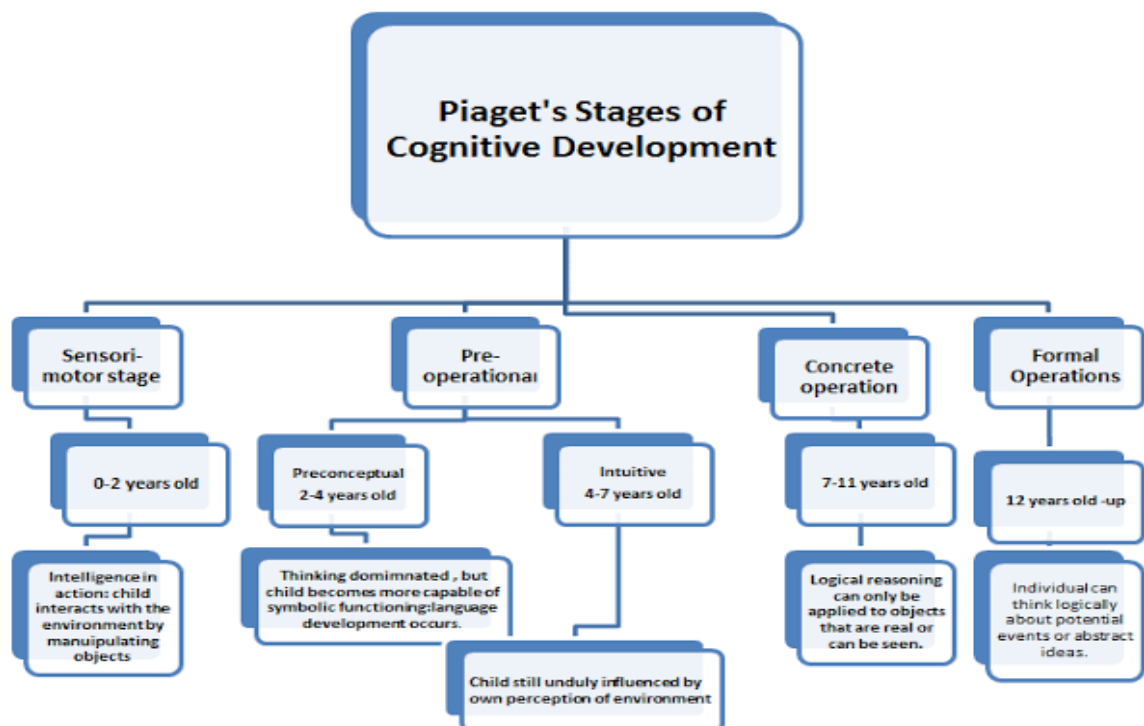 Piaget's Stages of
Cognitive Development
Sensori-
motor stage
Pre-
operational
Concrete
operation
Formal
Operations
0-2 years old
Preconceptual
2-4 years old
Intuitive
4-7 years old
7-11 years old
12 years old -up
Intelligence in
action: child
interacts with the
environment by
manuipulating
objects
Thinking domimnated , but
child becomes more capable of
symbolic functioning:language
development occurs.
Child still unduly influenced by
own perception of environment
Logical reasoning
can only be
applied to objects
that are real or
can be seen.
Individual can
think logically
about potential
events or abstract
ideas.